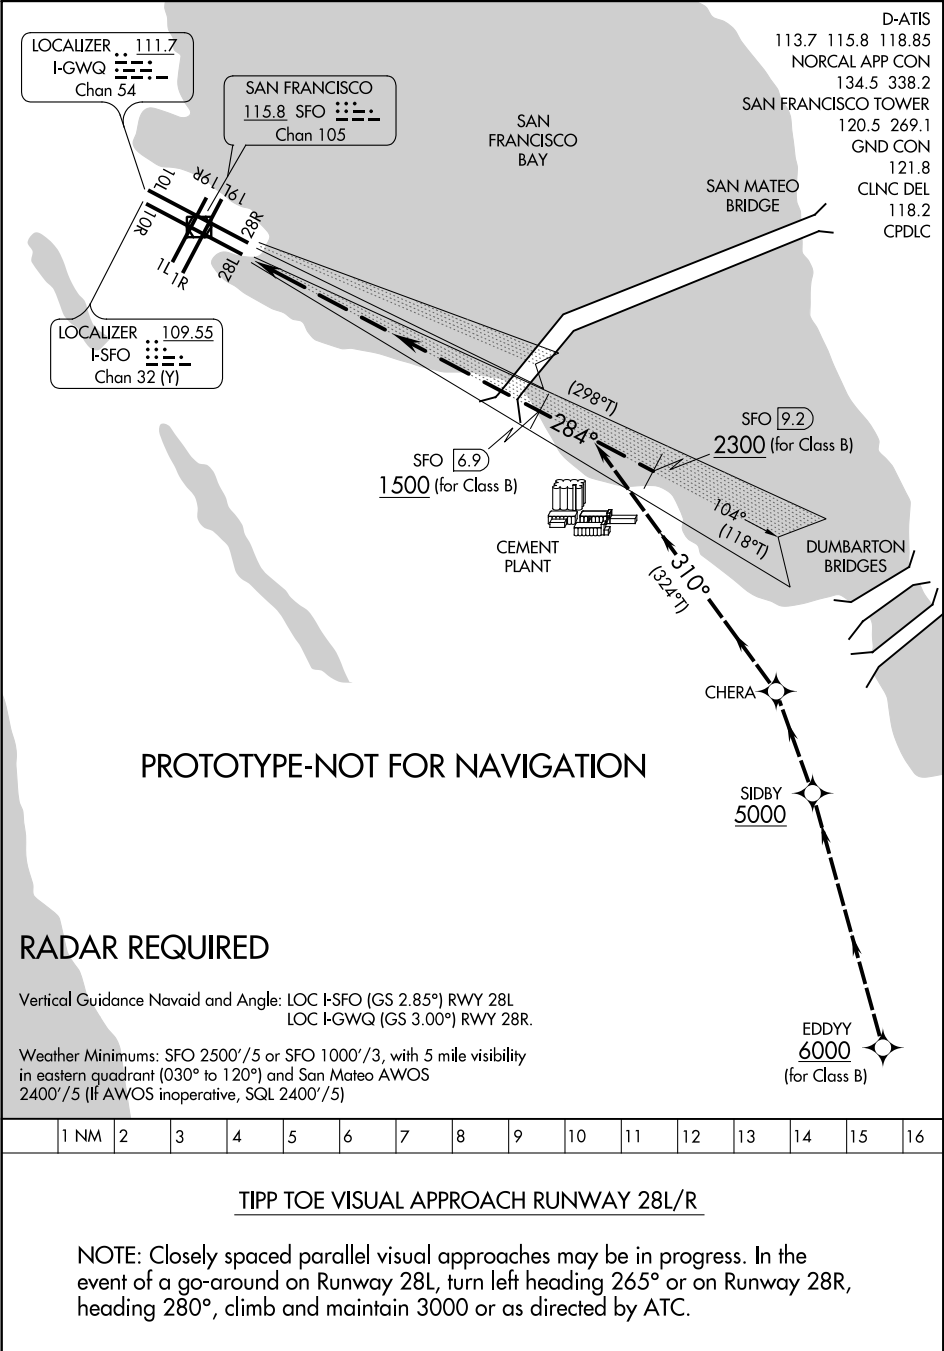 D-ATIS
113.7 115.8 118.85
NORCAL APP CON
134.5 338.2
SAN FRANCISCO TOWER
120.5 269.1
GND CON
121.8
CLNC DEL
118.2
CPDLC
LOCALIZER 111.7
I-GWQ
Chan 54
SAN FRANCISCO
115.8 SFO
Chan 105
SAN
FRANCISCO
BAY
SAN MATEO
BRIDGE
10L
19R
19L
10R
28R
28L
1L
1R
LOCALIZER 109.55
I-SFO
Chan 32 (Y)
(298°T)
284°
SFO 9.2
2300 (for Class B)
SFO 6.9
1500 (for Class B)
104°
(118°T)
CEMENT
PLANT
DUMBARTON
BRIDGES
310°
(324°T)
CHERA
PROTOTYPE-NOT FOR NAVIGATION
SIDBY
5000
RADAR REQUIRED
Vertical Guidance Navaid and Angle: LOC I-SFO (GS 2.85°) RWY 28L
LOC I-GWQ (GS 3.00°) RWY 28R.
Weather Minimums: SFO 2500'/5 or SFO 1000'/3, with 5 mile visibility
in eastern quadrant (030° to 120°) and San Mateo AWOS
2400'/5 (If AWOS inoperative, SQL 2400'/5)
EDDYY
6000
(for Class B)
1 NM 2 3 4 5 6 7 8 9 10 11 12 13 14 15 16
TIPP TOE VISUAL APPROACH RUNWAY 28L/R
NOTE: Closely spaced parallel visual approaches may be in progress. In the
event of a go-around on Runway 28L, turn left heading 265° or on Runway 28R,
heading 280°, climb and maintain 3000 or as directed by ATC.